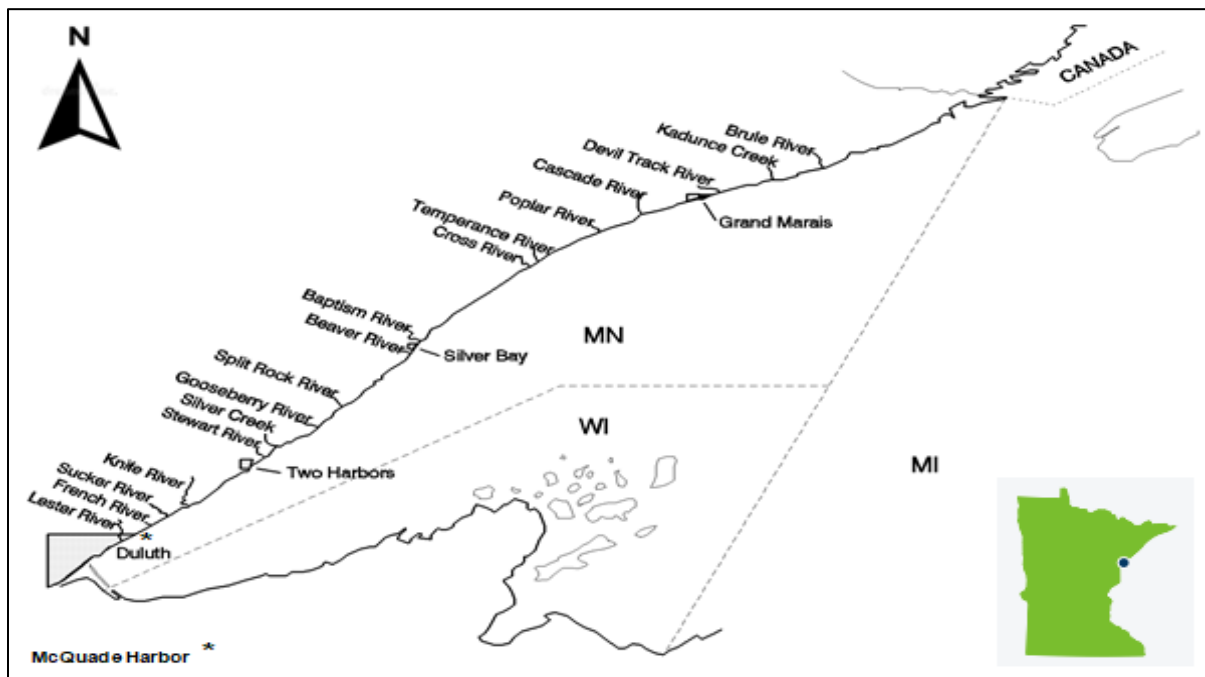 N
CANADA
Brule River
Kadunce Creek
Devil Track River
Cascade River
Grand Marais
Poplar River
Temperance River
Cross River
Baptism River
Beaver River
Silver Bay
MN
Split Rock River
Gooseberry River
Silver Creek
Stewart River
WI
MI
Two Harbors
Knife River
Sucker River
French River
Lester River
*
Duluth
McQuade Harbor *